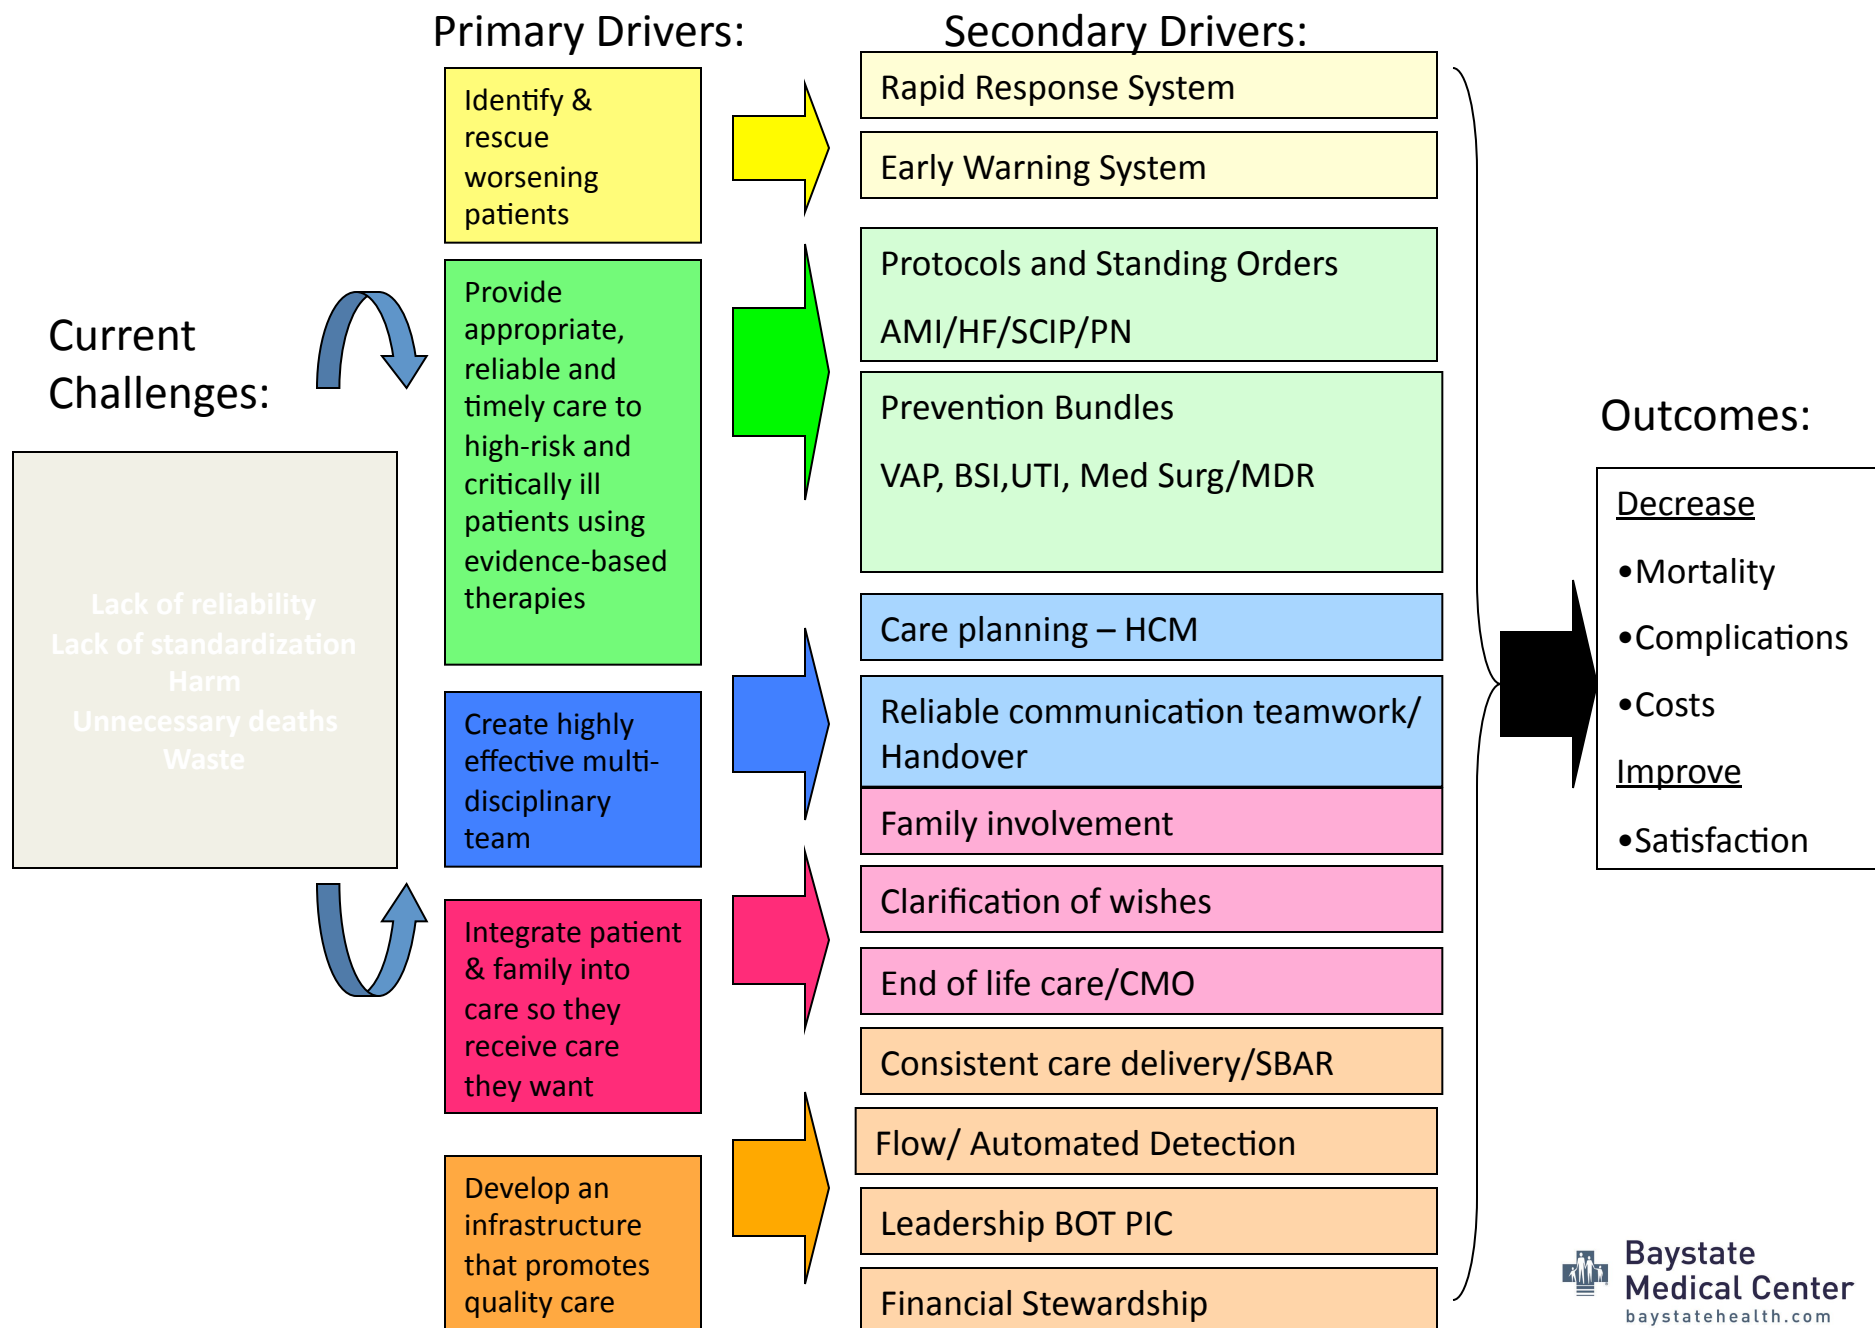 Primary Drivers:
Secondary Drivers:
Current
Challenges:
Lack of reliability
Lack of standardization
Harm
Unnecessary deaths
Waste
Identify &
rescue
worsening
patients
Provide
appropriate,
reliable and
timely care to
high-risk and
critically ill
patients using
evidence-based
therapies
Create highly
effective multi-
disciplinary
team
Integrate patient
& family into
care so they
receive care
they want
Develop an
infrastructure
that promotes
quality care
Rapid Response System
Early Warning System
Protocols and Standing Orders
AMI/HF/SCIP/PN
Prevention Bundles
VAP, BSI,UTI, Med Surg/MDR
Care planning – HCM
Reliable communication teamwork/
Handover
Family involvement
Clarification of wishes
End of life care/CMO
Consistent care delivery/SBAR
Flow/ Automated Detection
Leadership BOT PIC
Financial Stewardship
Outcomes:
Decrease
•Mortality
•Complications
•Costs
Improve
•Satisfaction
Baystate
Medical Center
baystatehealth.com